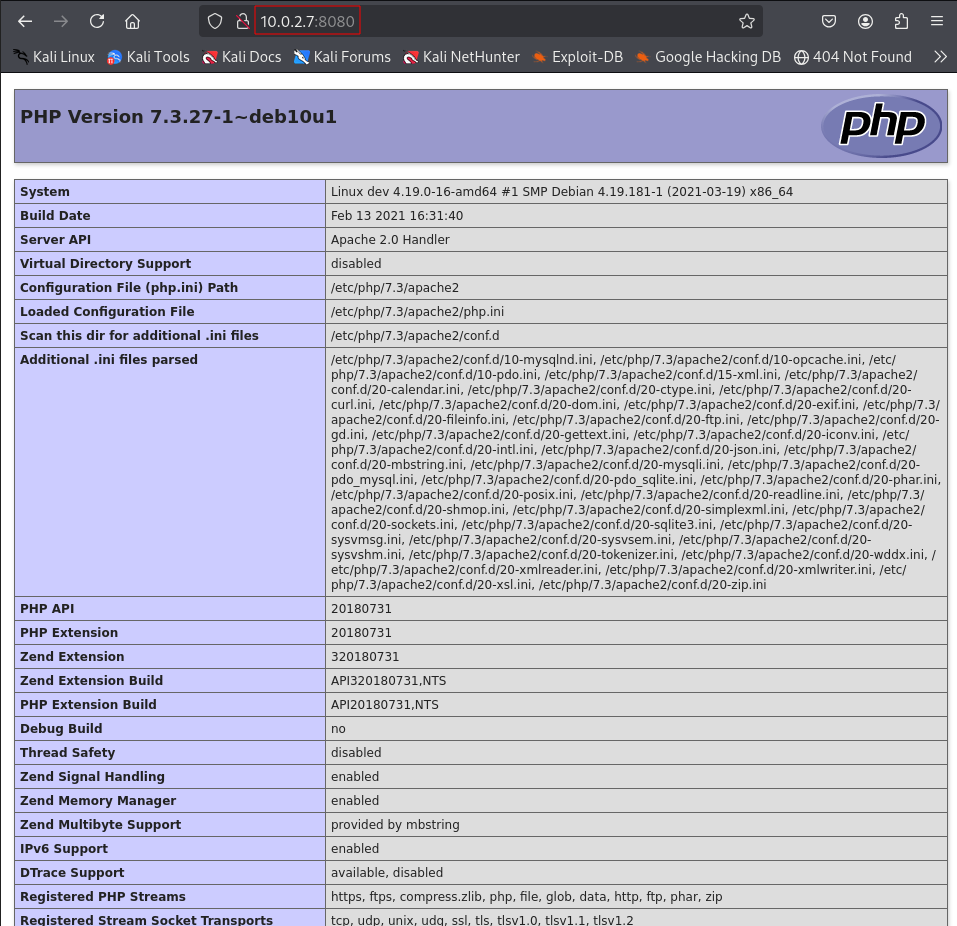 10.0.2.7:8080
Kali Linux Kali Tools Kali Docs Kali Forums Kali NetHunter Exploit-DB Google Hacking DB 404 Not Found
PHP Version 7.3.27-1~deb10u1
php
System Linux dev 4.19.0-16-amd64 #1 SMP Debian 4.19.181-1 (2021-03-19) x86_64
Build Date Feb 13 2021 16:31:40
Server API Apache 2.0 Handler
Virtual Directory Support disabled
Configuration File (php.ini) Path /etc/php/7.3/apache2
Loaded Configuration File /etc/php/7.3/apache2/php.ini
Scan this dir for additional .ini files /etc/php/7.3/apache2/conf.d
Additional .ini files parsed /etc/php/7.3/apache2/conf.d/10-mysqlnd.ini, /etc/php/7.3/apache2/conf.d/10-opcache.ini, /etc/
php/7.3/apache2/conf.d/10-pdo.ini, /etc/php/7.3/apache2/conf.d/15-xml.ini, /etc/php/7.3/apache2/
conf.d/20-calendar.ini, /etc/php/7.3/apache2/conf.d/20-ctype.ini, /etc/php/7.3/apache2/conf.d/20-
curl.ini, /etc/php/7.3/apache2/conf.d/20-dom.ini, /etc/php/7.3/apache2/conf.d/20-exif.ini, /etc/php/7.3/
apache2/conf.d/20-fileinfo.ini, /etc/php/7.3/apache2/conf.d/20-ftp.ini, /etc/php/7.3/apache2/conf.d/20-
gd.ini, /etc/php/7.3/apache2/conf.d/20-gettext.ini, /etc/php/7.3/apache2/conf.d/20-iconv.ini, /etc/
php/7.3/apache2/conf.d/20-intl.ini, /etc/php/7.3/apache2/conf.d/20-json.ini, /etc/php/7.3/apache2/
conf.d/20-mbstring.ini, /etc/php/7.3/apache2/conf.d/20-mysqli.ini, /etc/php/7.3/apache2/conf.d/20-
pdo_mysql.ini, /etc/php/7.3/apache2/conf.d/20-pdo_sqlite.ini, /etc/php/7.3/apache2/conf.d/20-phar.ini,
/etc/php/7.3/apache2/conf.d/20-posix.ini, /etc/php/7.3/apache2/conf.d/20-readline.ini, /etc/php/7.3/
apache2/conf.d/20-shmop.ini, /etc/php/7.3/apache2/conf.d/20-simplexml.ini, /etc/php/7.3/apache2/
conf.d/20-sockets.ini, /etc/php/7.3/apache2/conf.d/20-sqlite3.ini, /etc/php/7.3/apache2/conf.d/20-
sysvmsg.ini, /etc/php/7.3/apache2/conf.d/20-sysvsem.ini, /etc/php/7.3/apache2/conf.d/20-
sysvshm.ini, /etc/php/7.3/apache2/conf.d/20-tokenizer.ini, /etc/php/7.3/apache2/conf.d/20-wddx.ini, /
etc/php/7.3/apache2/conf.d/20-xmlreader.ini, /etc/php/7.3/apache2/conf.d/20-xmlwriter.ini, /etc/
php/7.3/apache2/conf.d/20-xsl.ini, /etc/php/7.3/apache2/conf.d/20-zip.ini
PHP API 20180731
PHP Extension 20180731
Zend Extension 320180731
Zend Extension Build API320180731,NTS
PHP Extension Build API20180731,NTS
Debug Build no
Thread Safety disabled
Zend Signal Handling enabled
Zend Memory Manager enabled
Zend Multibyte Support provided by mbstring
IPv6 Support enabled
DTrace Support available, disabled
Registered PHP Streams https, ftps, compress.zlib, php, file, glob, data, http, ftp, phar, zip
Registered Stream Socket Transports tcp, udp, unix, udg, ssl, tls, tlsv1.0, tlsv1.1, tlsv1.2